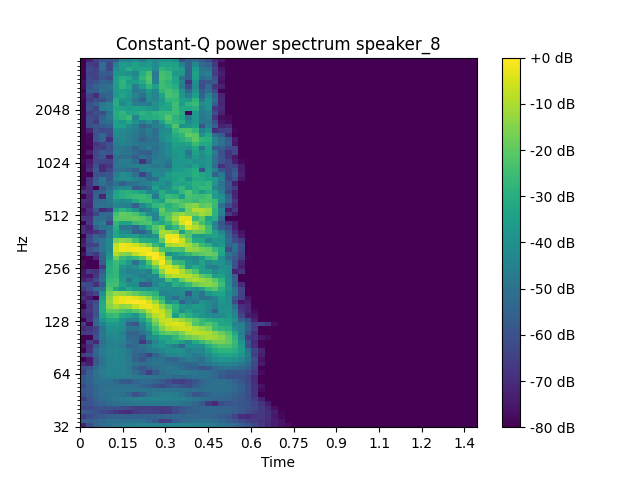 Constant-Q power spectrum speaker_8
Hz
2048
1024
512
256
128
64
32
0 0.15 0.3 0.45 0.6 0.75 0.9 1.1 1.2 1.4
Time
+0 dB
-10 dB
-20 dB
-30 dB
-40 dB
-50 dB
-60 dB
-70 dB
-80 dB